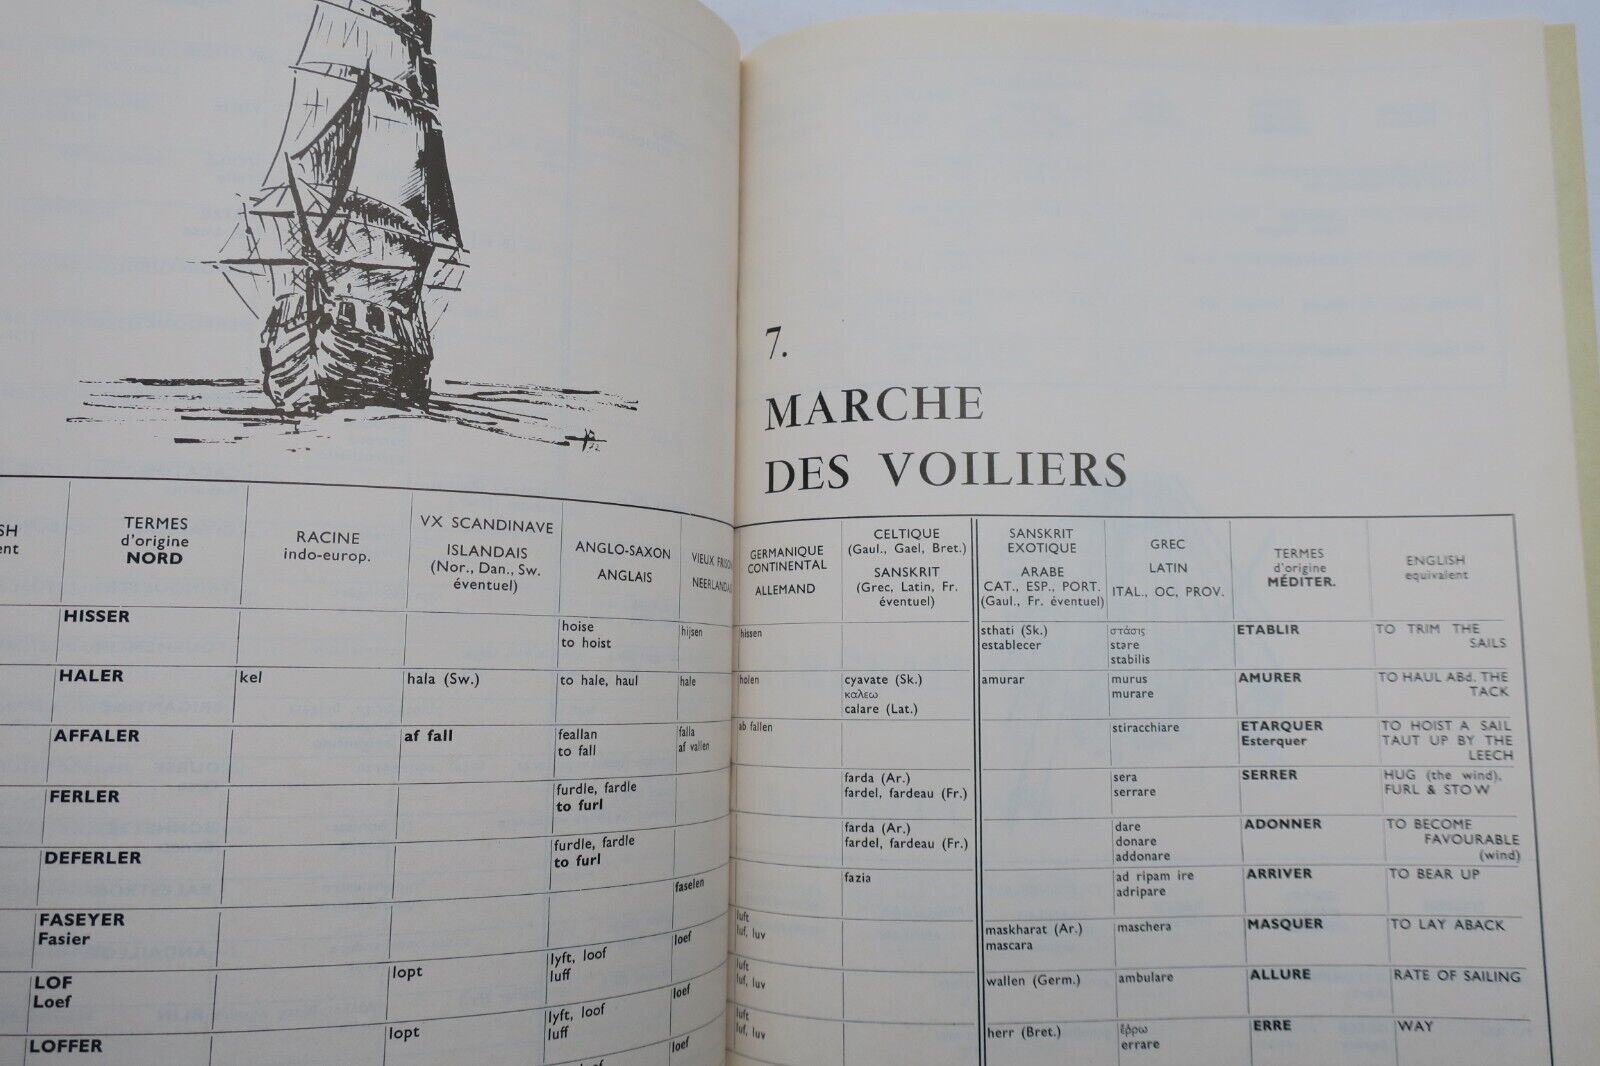 7.
MARCHE
DES VOILIERS
TERMES
d'origine
NORD
RACINE
indo-europ.
VX SCANDINAVE
ISLANDAIS
(Nor., Dan., Sw.
éventuel)
ANGLO-SAXON
ANGLAIS
VIEUX
HISSER
hoise
to hoist
hijsen
HALER
kel
hala (Sw.)
to hale, haul
hale
AFFALER
af fall
feallan
to fall
falla
af vallen
FERLER
furdle, fardle
to furl
DEFERLER
furdle, fardle
to furl
FASEYER
Fasier
faselen
LOF
Loef
lopt
lyft, loof
luff
loef
LOFFER
lopt
lyft, loof
luff
loef
loef
GERMANIQUE
CONTINENTAL
ALLEMAND
CELTIQUE
(Gaul., Gael, Bret.)
SANSKRIT
(Grec, Latin, Fr.
éventuel)
SANSKRIT
EXOTIQUE
ARABE
CAT., ESP., PORT.
(Gaul., Fr. éventuel)
GREC
LATIN
ITAL., OC, PROV.
TERMES
d'origine
MÉDITER.
ENGLISH
equivalent
hissen
sthati (Sk.)
establecer
στάσις
stare
stabilis
ETABLIR
TO TRIM THE
SAILS
holen
cyavate (Sk.)
καλεω
calare (Lat.)
amurar
murus
murare
AMURER
TO HAUL ABd. THE
TACK
ab fallen
stiracchiare
ETARQUER
Esterquer
TO HOIST A SAIL
TAUT UP BY THE
LEECH
farda (Ar.)
fardel, fardeau (Fr.)
sera
serrare
SERRER
HUG (the wind),
FURL & STOW
farda (Ar.)
fardel, fardeau (Fr.)
dare
donare
addonare
ADONNER
TO BECOME
FAVOURABLE
(wind)
fazia
ad ripam ire
adripare
ARRIVER
TO BEAR UP
luft
luf, luv
maskharat (Ar.)
mascara
maschera
MASQUER
TO LAY ABACK
luft
luf, luv
wallen (Germ.)
ambulare
ALLURE
RATE OF SAILING
luft
luf, luv
herr (Bret.)
ἔρρω
errare
ERRE
WAY